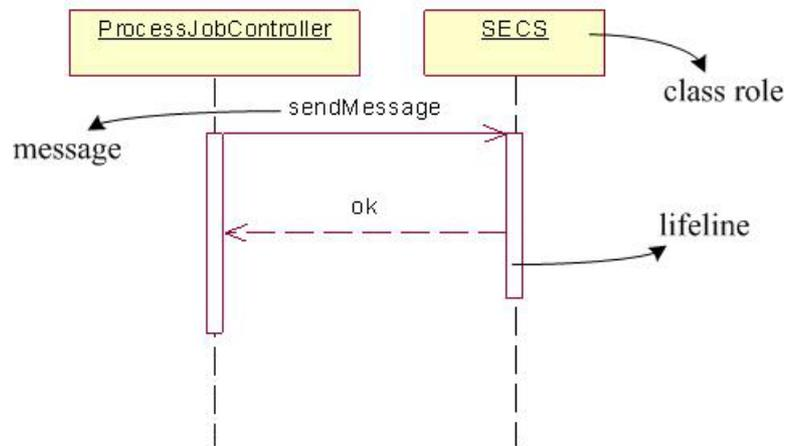 ProcessJobController
SECS
class role
sendMessage
message
ok
lifeline